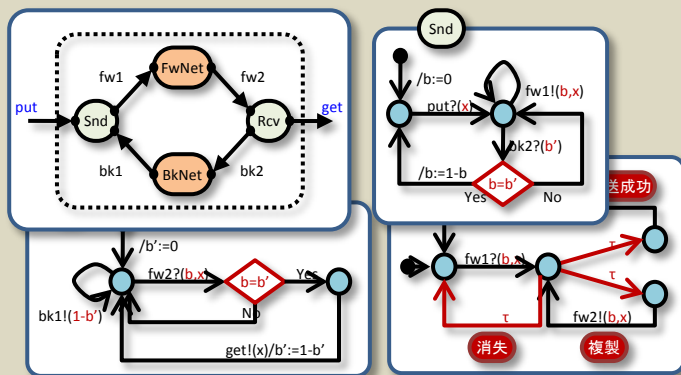 FwNet
fw1
fw2
put
Snd
Rcv
get
bk1
bk2
BkNet
Snd
/b:=0
fw1!(b,x)
put?(x)
bk2?(b')
/b:=1-b
b=b'
Yes
No
/b':=0
fw2?(b,x)
b=b'
Yes
bk1!(1-b')
No
get!(x)/b':=1-b'
送成功
τ
fw1?(b,x)
τ
τ
fw2!(b,x)
消失
複製